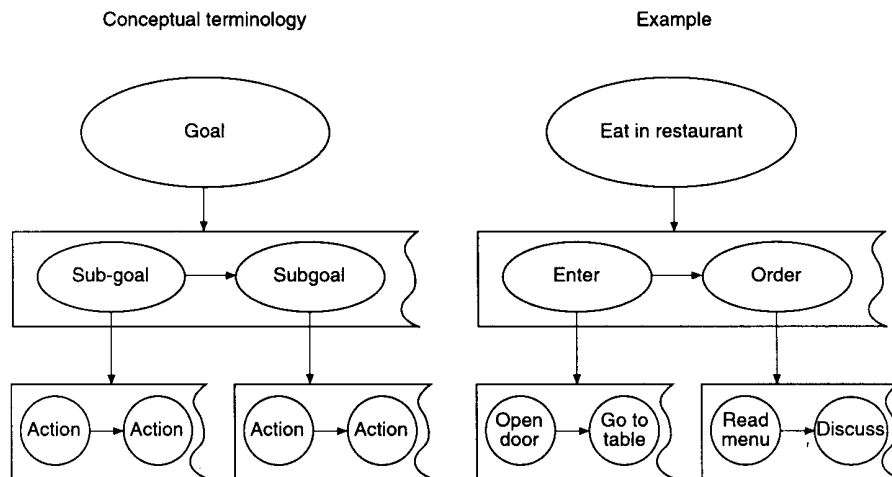 Conceptual terminology
Example
Goal
Eat in restaurant
Sub-goal
Subgoal
Enter
Order
Action
Action
Action
Action
Open
door
Go to
table
Read
menu
Discuss